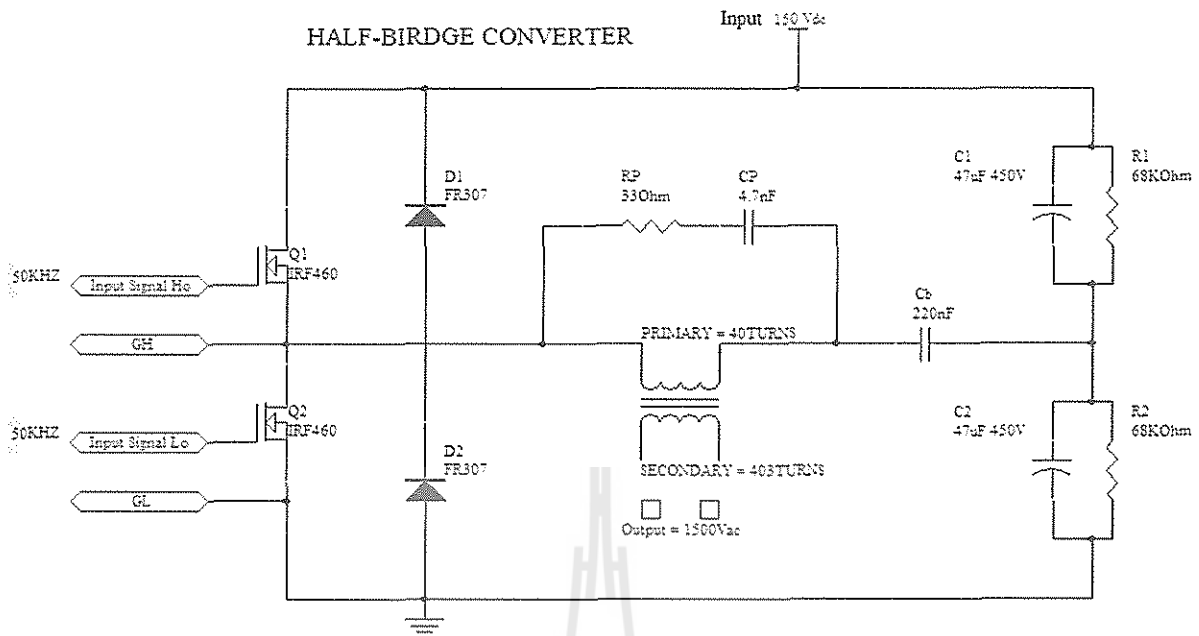 Input 150 Vdc
HALF-BIRDGE CONVERTER
C1
47uF 450V
R1
68KOhm
D1
FR307
RP
33Ohm
CP
4.7nF
Q1
IRF460
50KHZ
Input Signal Ho
Cb
220nF
GH
PRIMARY = 40TURNS
Q2
IRF460
50KHZ
Input Signal Lo
C2
47uF 450V
R2
68KOhm
D2
FR307
SECONDARY = 403TURNS
GL
Output = 1500Vac